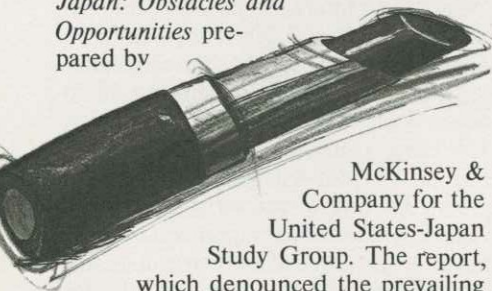 Japan: Obstacles and
Opportunities pre-
pared by
McKinsey &
Company for the
United States-Japan
Study Group. The report,
which denounced the prevailing